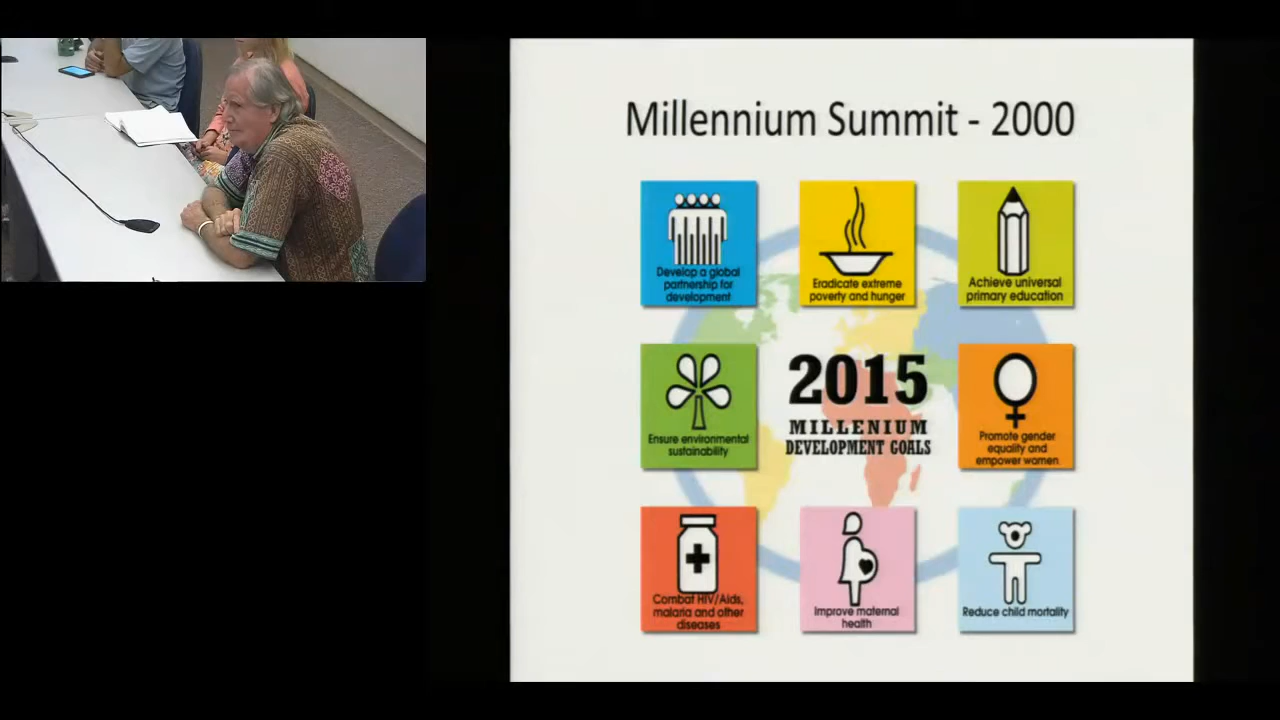 Millennium Summit - 2000
Develop a global
partnership for
development
Eradicate extreme
poverty and hunger
Achieve universal
primary education
Ensure environmental
sustainability
2015
MILLENIUM
DEVELOPMENT GOALS
Promote gender
equality and
empower women
Combat HIV/Aids,
malaria and other
diseases
Improve maternal
health
Reduce child mortality